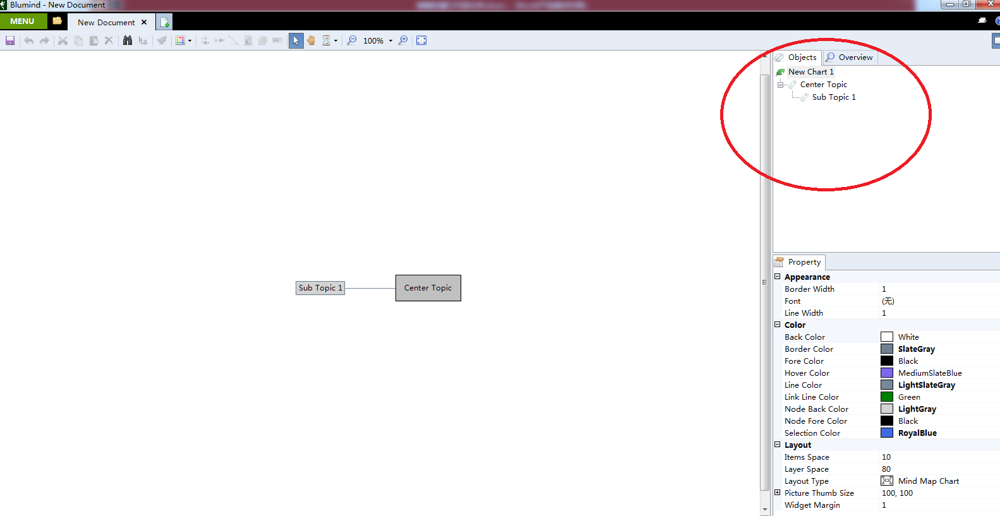 Blumind - New Document
MENU
New Document
ba
100%
Objects
Overview
New Chart 1
Center Topic
Sub Topic 1
Sub Topic 1
Center Topic
Property
Appearance
Border Width 1
Font (无)
Line Width 1
Color
Back Color White
Border Color SlateGray
Fore Color Black
Hover Color MediumSlateBlue
Line Color LightSlateGray
Link Line Color Green
Node Back Color LightGray
Node Fore Color Black
Selection Color RoyalBlue
Layout
Items Space 10
Layer Space 80
Layout Type Mind Map Chart
Picture Thumb Size 100, 100
Widget Margin 1